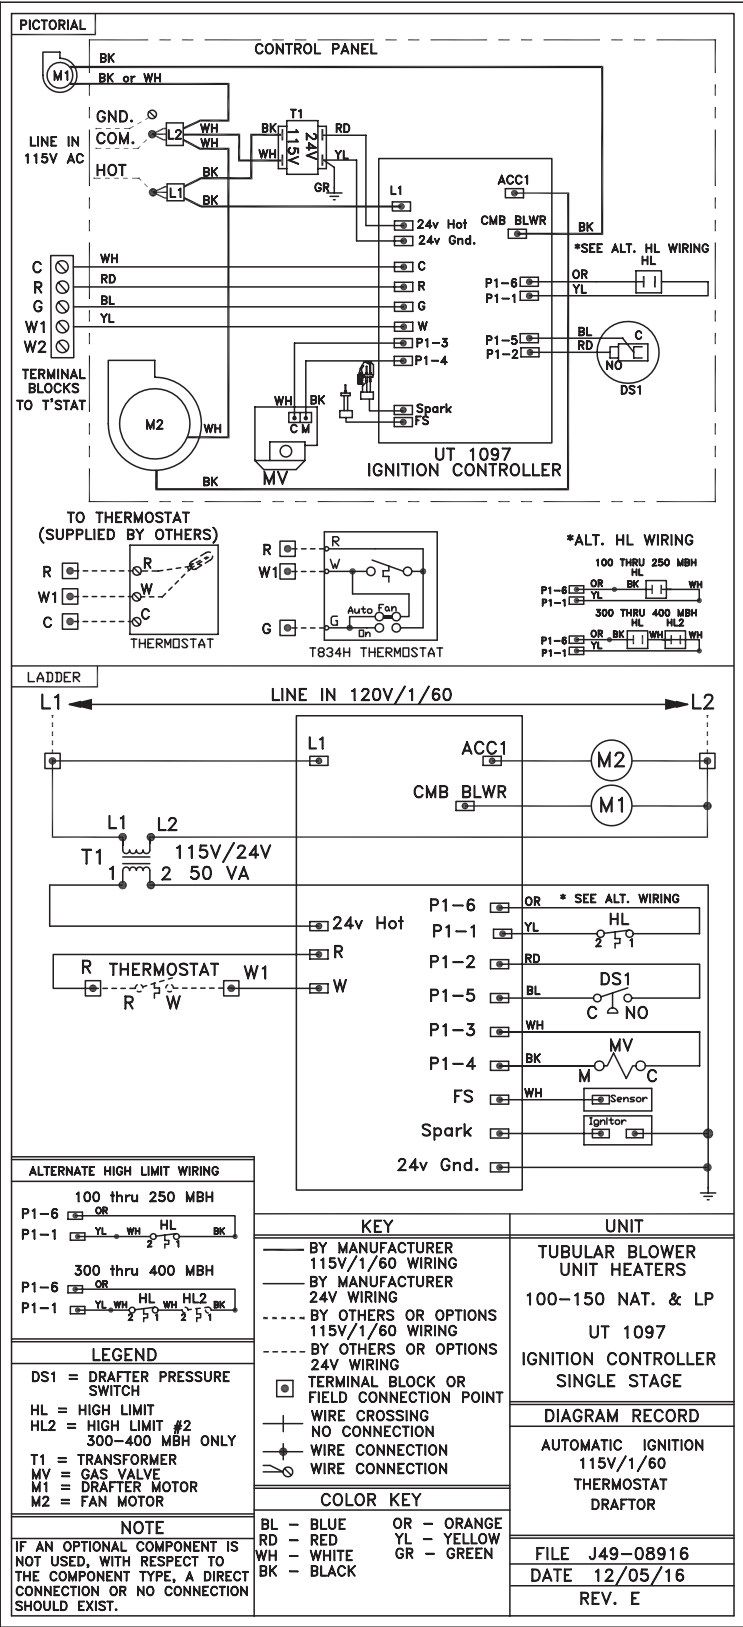 PICTORIAL
CONTROL PANEL
M1
BK
BK or WH
GND.
COM.
LINE IN
115V AC
HOT
L2
WH
WH
L1
BK
BK
T1
BK
WH
115V
24V
RD
YL
GR
L1
24v Hot
24v Gnd.
ACC1
CMB BLWR
BK
*SEE ALT. HL WIRING
HL
OR
YL
P1-6
P1-1
C
R
G
W1
W2
WH
RD
BL
YL
C
R
G
W
P1-3
P1-4
P1-5
P1-2
BL
RD
C
NO
DS1
TERMINAL
BLOCKS
TO T'STAT
M2
WH
BK
WH
BK
C M
MV
Spark
FS
UT 1097
IGNITION CONTROLLER
TO THERMOSTAT
(SUPPLIED BY OTHERS)
R
W1
C
R
W
C
THERMOSTAT
R
W1
G
R
W
G
Auto Fan
On
T834H THERMOSTAT
*ALT. HL WIRING
100 THRU 250 MBH
HL
P1-6 OR BK WH
P1-1 YL
300 THRU 400 MBH
HL HL2
P1-6 OR BK WH WH
P1-1 YL
LADDER
L1 LINE IN 120V/1/60 L2
L1
ACC1
M2
CMB BLWR
M1
L1 L2
T1
115V/24V
1 2 50 VA
24v Hot
R
W
R THERMOSTAT W1
R W
P1-6 OR * SEE ALT. WIRING
P1-1 YL HL
2 1
P1-2 RD
DS1
P1-5 BL
C NO
P1-3 WH
MV
P1-4 BK
M C
FS WH Sensor
Ignitor
Spark
24v Gnd.
ALTERNATE HIGH LIMIT WIRING
100 thru 250 MBH
P1-6 OR
P1-1 YL WH HL BK
2 1
300 thru 400 MBH
P1-6 OR
P1-1 YL WH HL WH HL2 BK
2 1 2 1
LEGEND
DS1 = DRAFTER PRESSURE
SWITCH
HL = HIGH LIMIT
HL2 = HIGH LIMIT #2
300-400 MBH ONLY
T1 = TRANSFORMER
MV = GAS VALVE
M1 = DRAFTER MOTOR
M2 = FAN MOTOR
NOTE
IF AN OPTIONAL COMPONENT IS
NOT USED, WITH RESPECT TO
THE COMPONENT TYPE, A DIRECT
CONNECTION OR NO CONNECTION
SHOULD EXIST.
KEY
BY MANUFACTURER
115V/1/60 WIRING
BY MANUFACTURER
24V WIRING
BY OTHERS OR OPTIONS
115V/1/60 WIRING
BY OTHERS OR OPTIONS
24V WIRING
TERMINAL BLOCK OR
FIELD CONNECTION POINT
WIRE CROSSING
NO CONNECTION
WIRE CONNECTION
WIRE CONNECTION
COLOR KEY
BL - BLUE
RD - RED
WH - WHITE
BK - BLACK
OR - ORANGE
YL - YELLOW
GR - GREEN
UNIT
TUBULAR BLOWER
UNIT HEATERS
100-150 NAT. & LP
UT 1097
IGNITION CONTROLLER
SINGLE STAGE
DIAGRAM RECORD
AUTOMATIC IGNITION
115V/1/60
THERMOSTAT
DRAFTOR
FILE J49-08916
DATE 12/05/16
REV. E